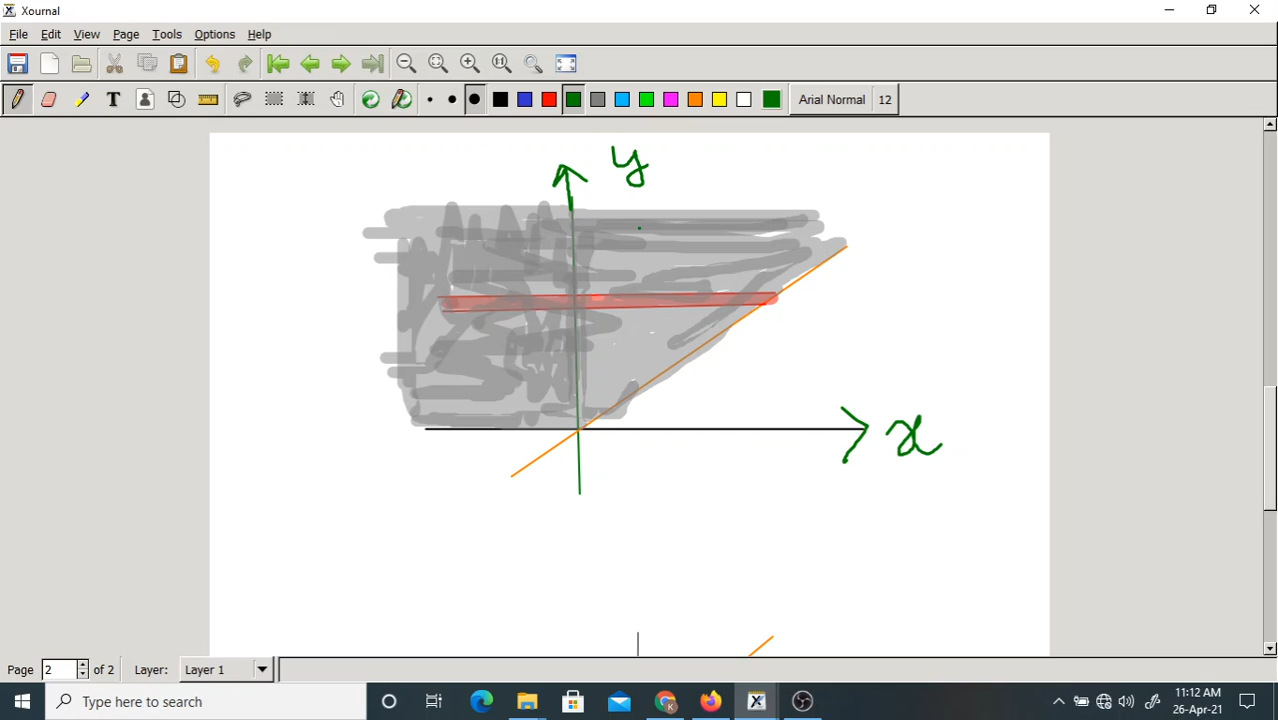 Xournal
File Edit View Page Tools Options Help
Arial Normal 12
y
x
Page 2 of 2 Layer: Layer 1
Type here to search
11:12 AM
26-Apr-21